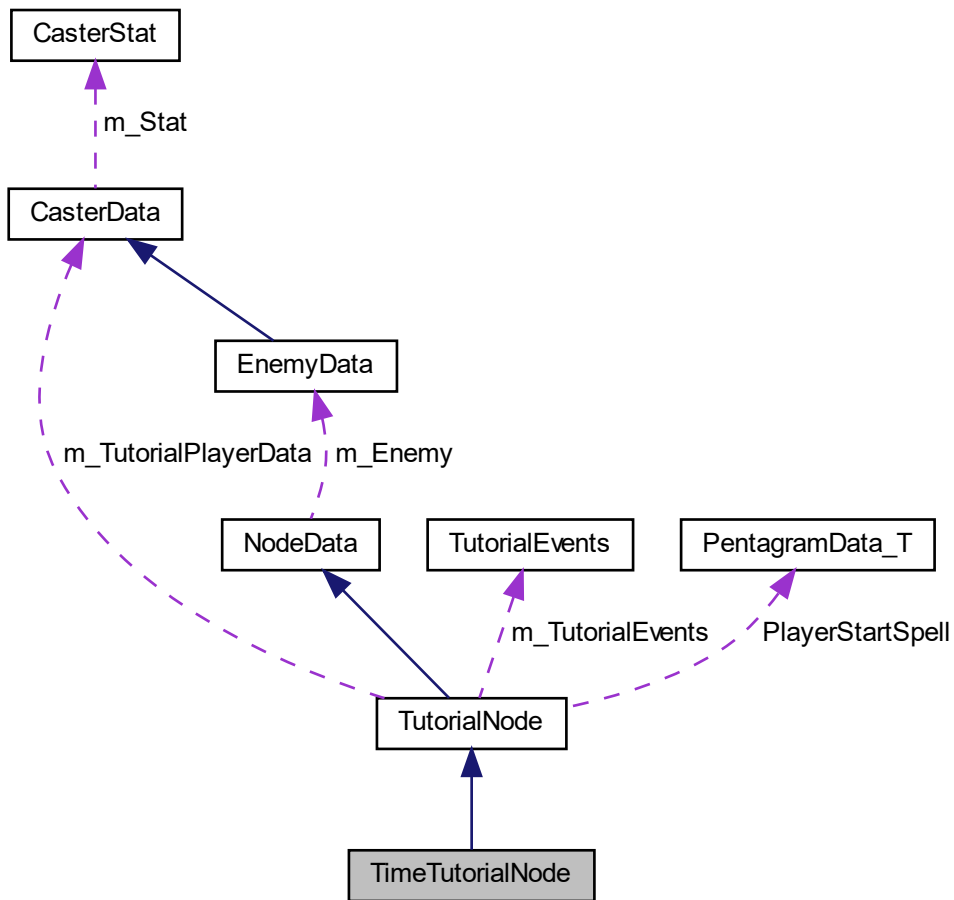 CasterStat
m_Stat
CasterData
EnemyData
m_TutorialPlayerData
m_Enemy
NodeData
TutorialEvents
PentagramData_T
m_TutorialEvents
PlayerStartSpell
TutorialNode
TimeTutorialNode